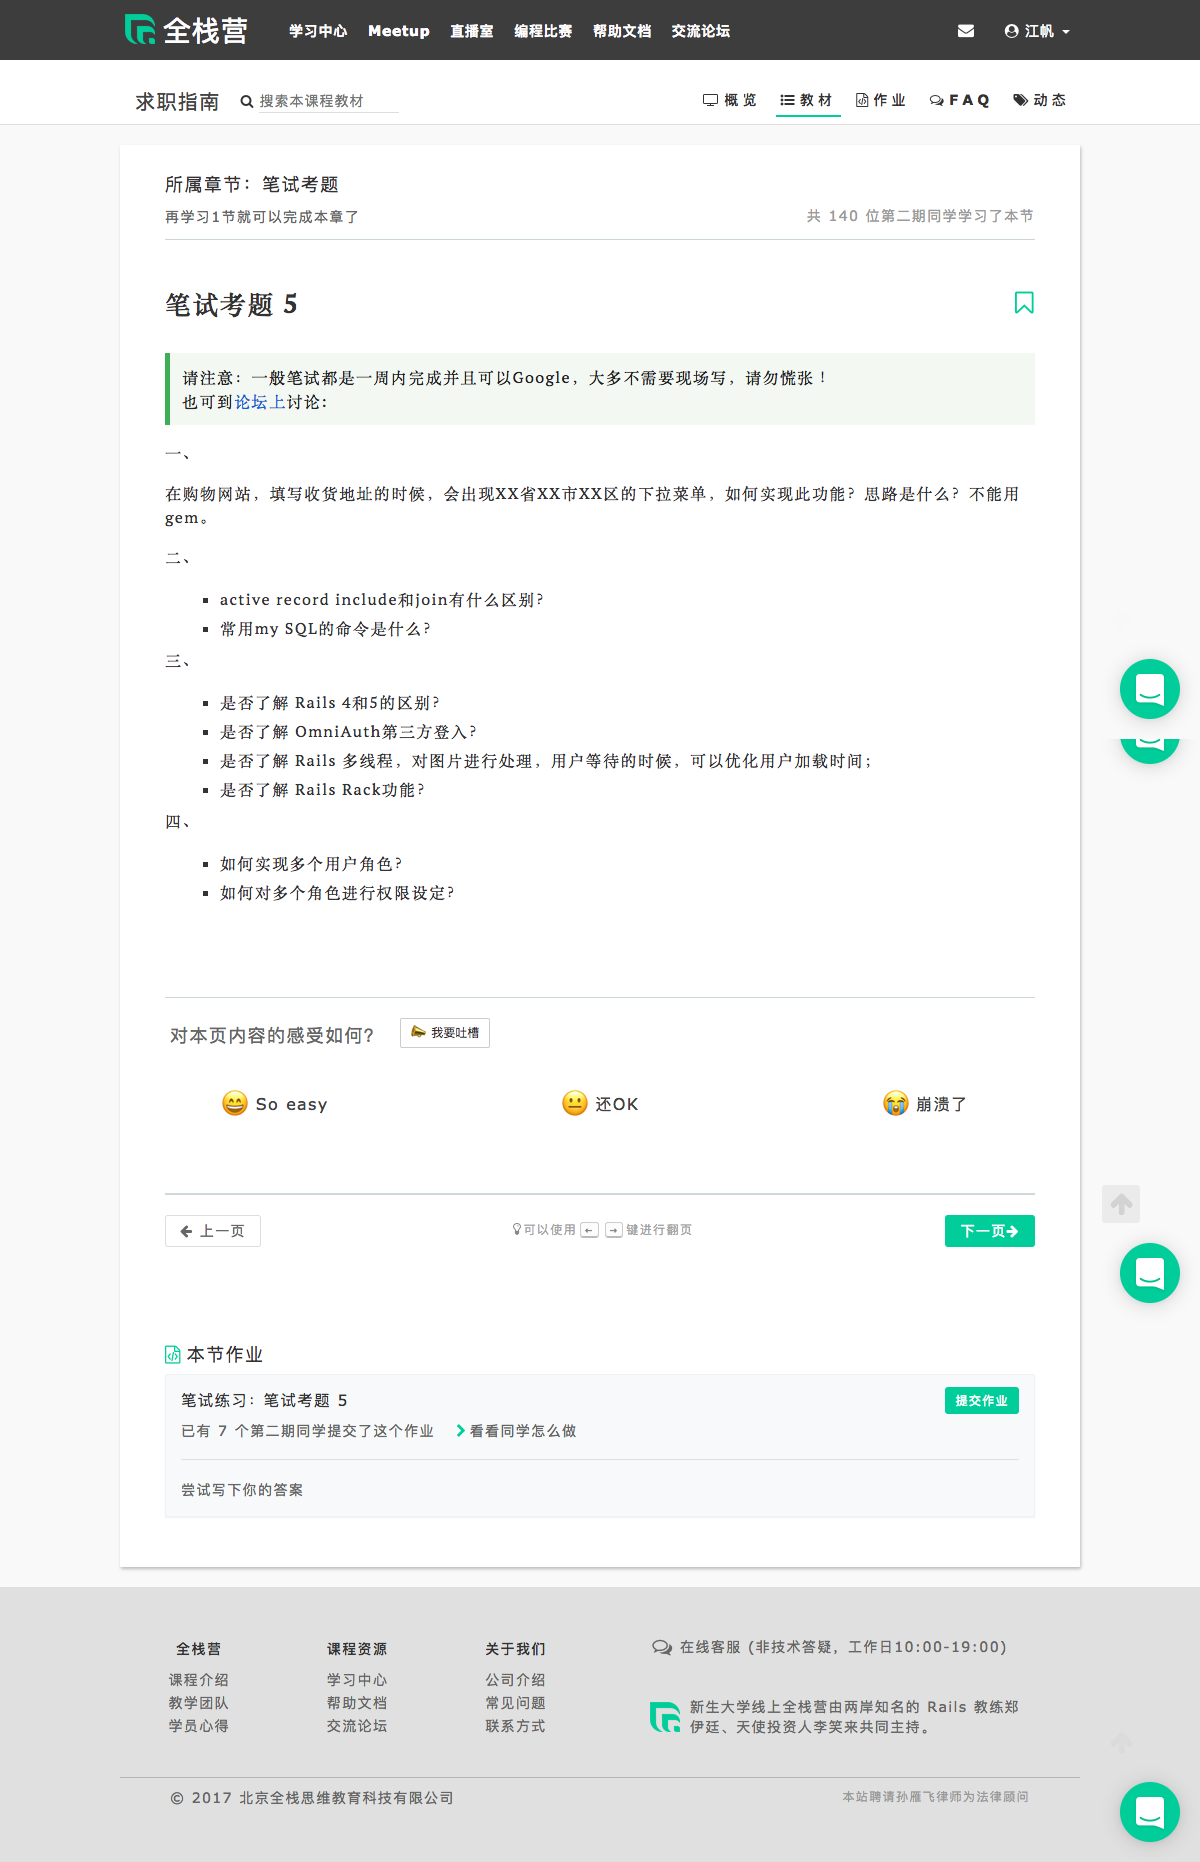 全栈营 学习中心 Meetup 直播室 编程比赛 帮助文档 交流论坛 江帆
求职指南 搜索本课程教材 概览 教材 作业 FAQ 动态
所属章节：笔试考题
再学习1节就可以完成本章了 共 140 位第二期同学学习了本节
笔试考题 5
请注意：一般笔试都是一周内完成并且可以Google，大多不需要现场写，请勿慌张！
也可到论坛上讨论：
一、
在购物网站，填写收货地址的时候，会出现XX省XX市XX区的下拉菜单，如何实现此功能？思路是什么？不能用
gem。
二、
active record include和join有什么区别？
常用my SQL的命令是什么？
三、
是否了解 Rails 4和5的区别？
是否了解 OmniAuth第三方登入？
是否了解 Rails 多线程，对图片进行处理，用户等待的时候，可以优化用户加载时间；
是否了解 Rails Rack功能？
四、
如何实现多个用户角色？
如何对多个角色进行权限设定？
对本页内容的感受如何？ 我要吐槽
So easy 还OK 崩溃了
上一页 可以使用 ← → 键进行翻页 下一页
本节作业
笔试练习：笔试考题 5 提交作业
已有 7 个第二期同学提交了这个作业 看看同学怎么做
尝试写下你的答案
全栈营 课程资源 关于我们 在线客服 (非技术答疑，工作日10:00-19:00)
课程介绍 学习中心 公司介绍
教学团队 帮助文档 常见问题 新生大学线上全栈营由两岸知名的 Rails 教练郑
学员心得 交流论坛 联系方式 伊廷、天使投资人李笑来共同主持。
© 2017 北京全栈思维教育科技有限公司 本站聘请孙雁飞律师为法律顾问